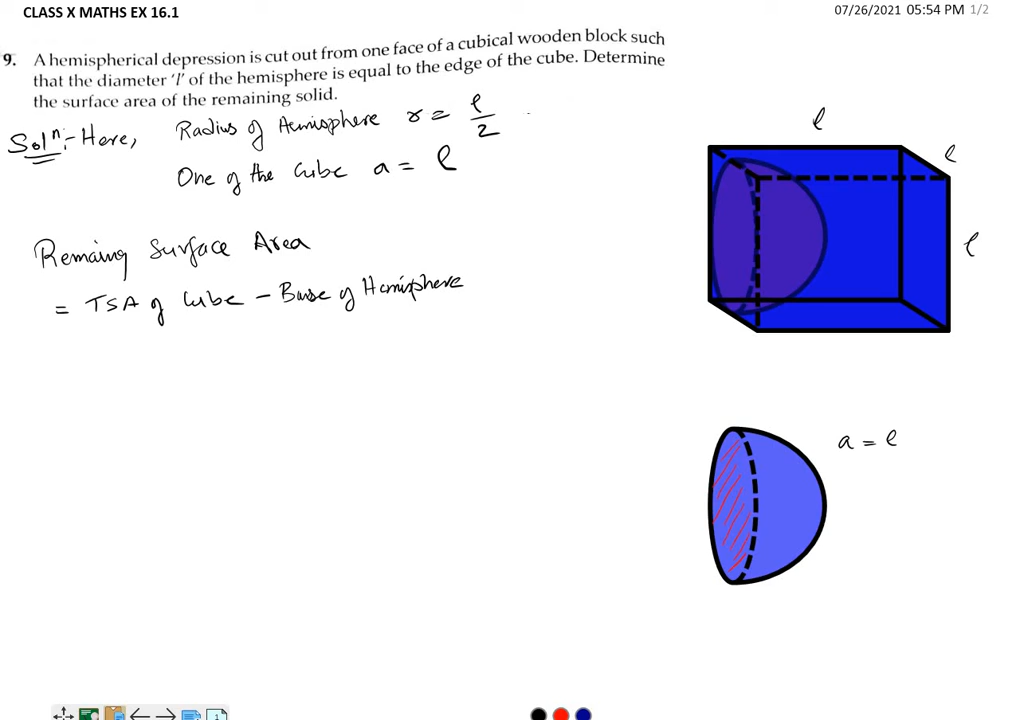 CLASS X MATHS EX 16.1
07/26/2021 05:54 PM 1/2
9. A hemispherical depression is cut out from one face of a cubical wooden block such
that the diameter 'l' of the hemisphere is equal to the edge of the cube. Determine
the surface area of the remaining solid.
Solⁿ:- Here, Radius of Hemisphere r = l/2
One of the Cube a = l
Remaing Surface Area
= TSA of Cube - Base of Hemisphere
l
l
l
a = l
1